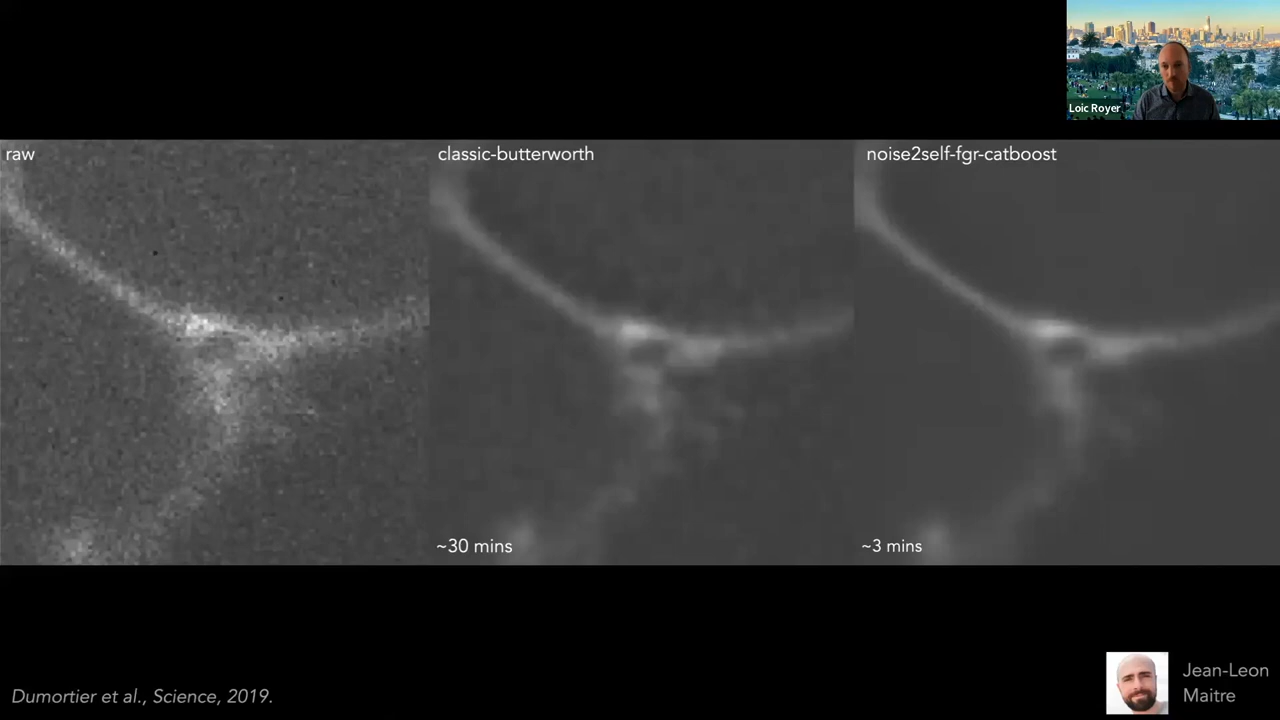 Loic Royer
raw
classic-butterworth
noise2self-fgr-catboost
~30 mins
~3 mins
Dumortier et al., Science, 2019.
Jean-Leon
Maitre